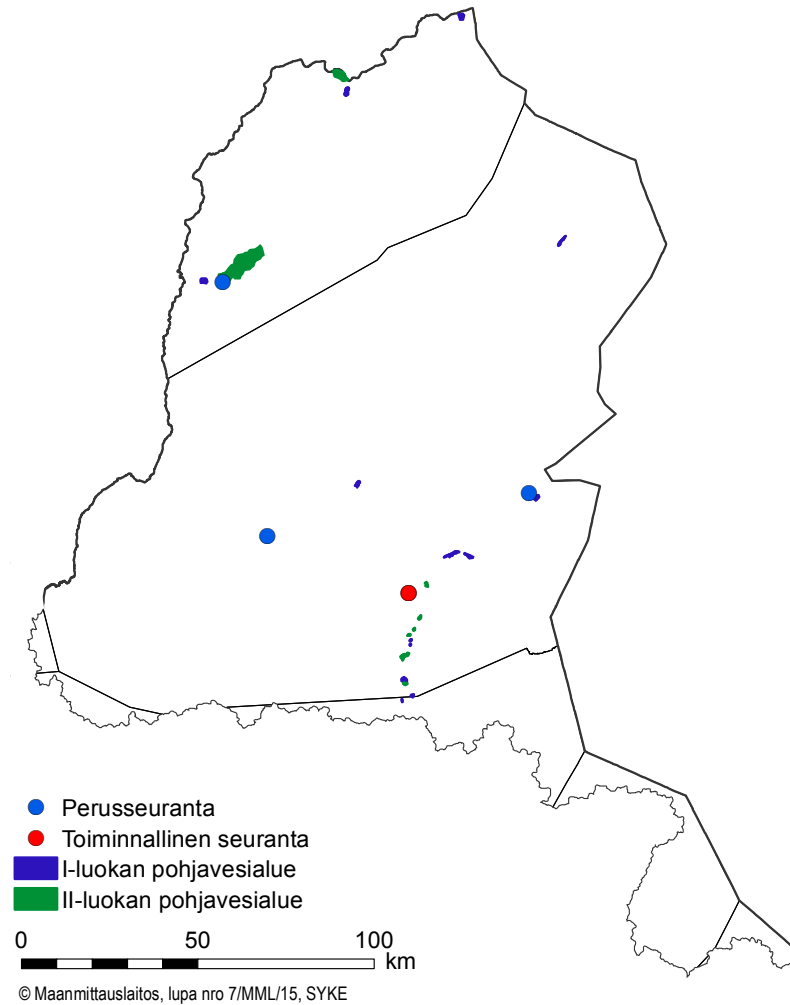 Perusseuranta
Toiminnallinen seuranta
I-luokan pohjavesialue
II-luokan pohjavesialue
0 50 100
km
© Maanmittauslaitos, lupa nro 7/MML/15, SYKE